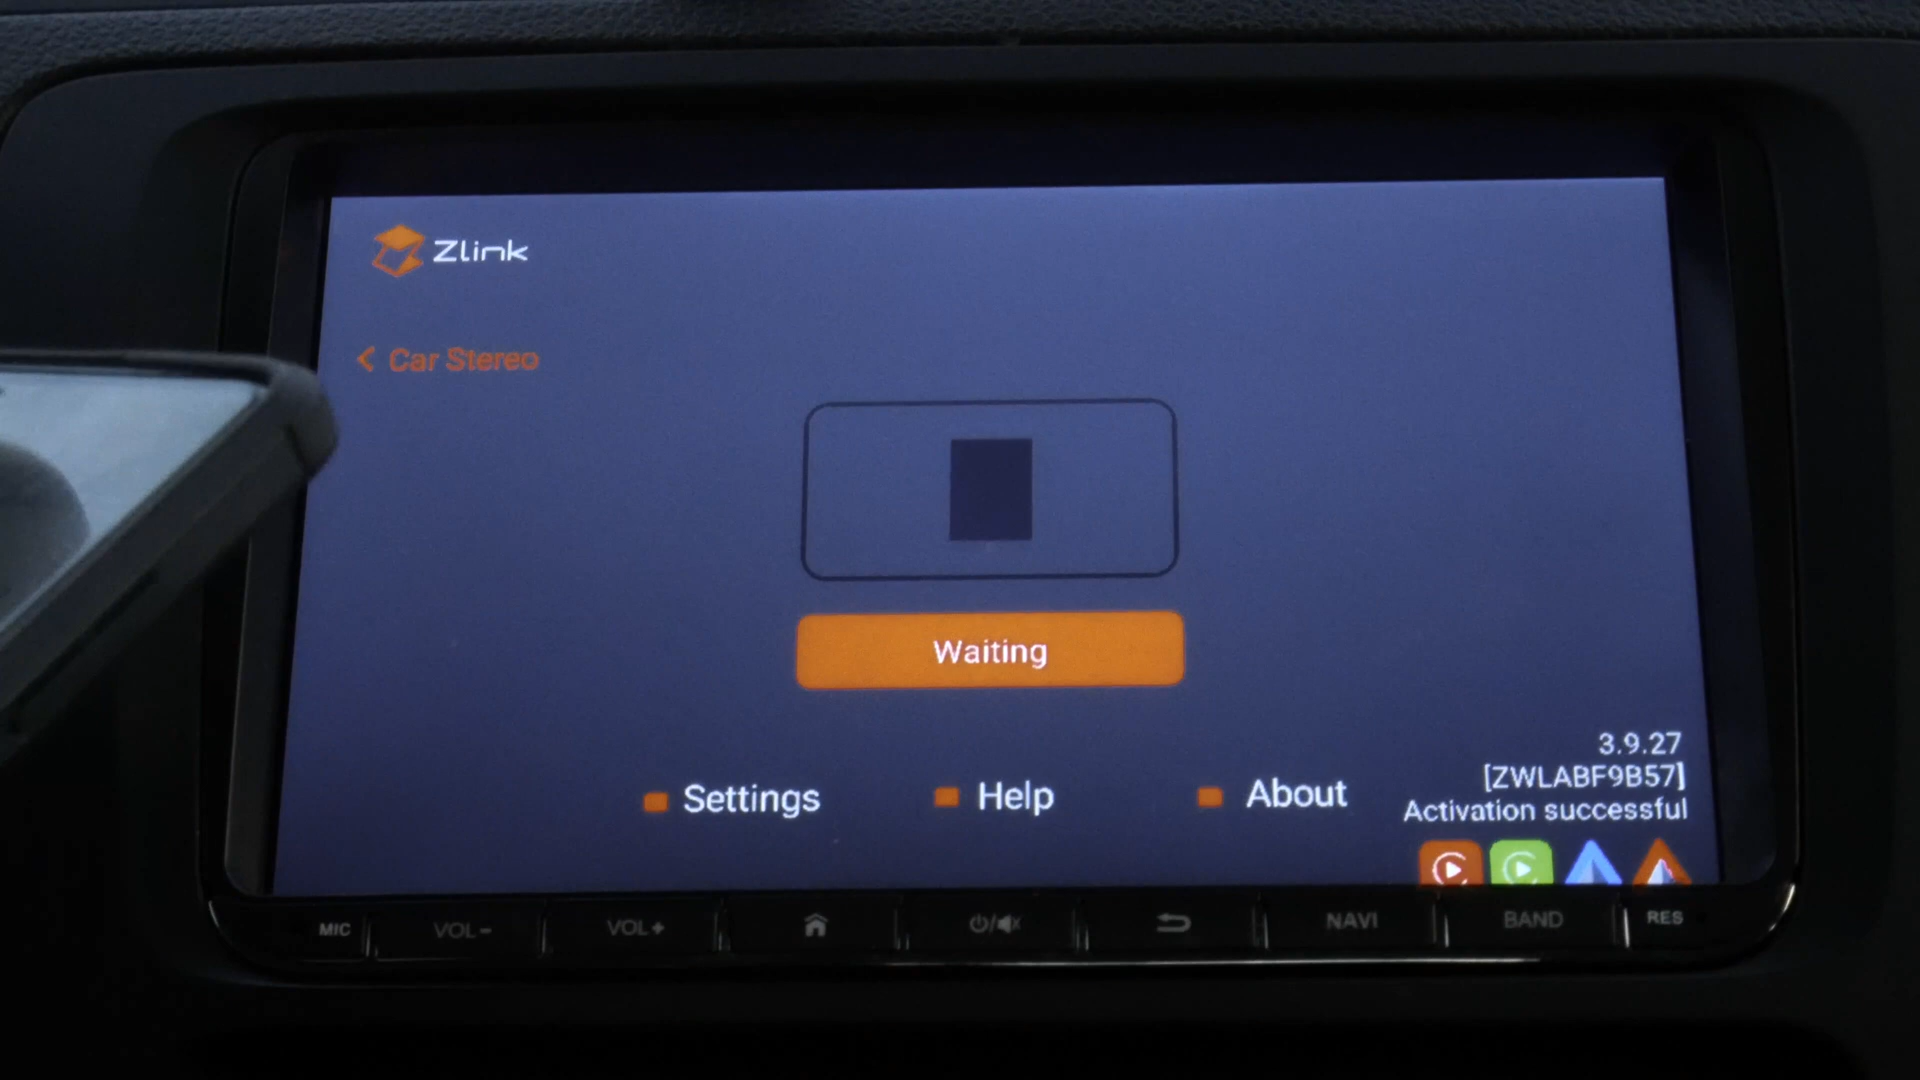 Zlink
< Car Stereo
Waiting
Settings
Help
About
3.9.27
[ZWLABF9B57]
Activation successful
MIC
VOL-
VOL+
NAVI
BAND
RES